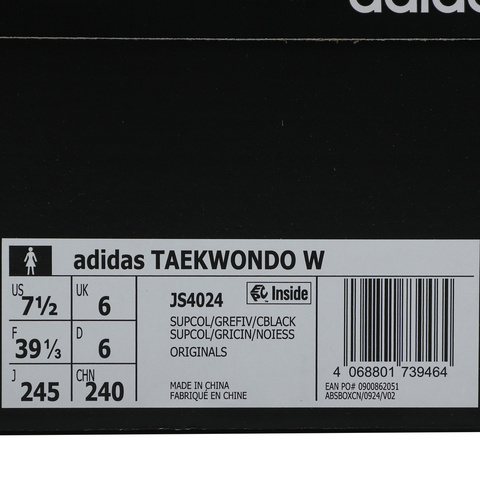 adidas
adidas TAEKWONDO W
US 7½ UK 6
F 39⅓ D 6
J 245 CHN 240
JS4024
Inside
SUPCOL/GREFIV/CBLACK
SUPCOL/GRICIN/NOIESS
ORIGINALS
MADE IN CHINA
FABRIQUÉ EN CHINE
4 068801 739464
EAN PO# 0900862051
ABSBOXCN/0924/V02